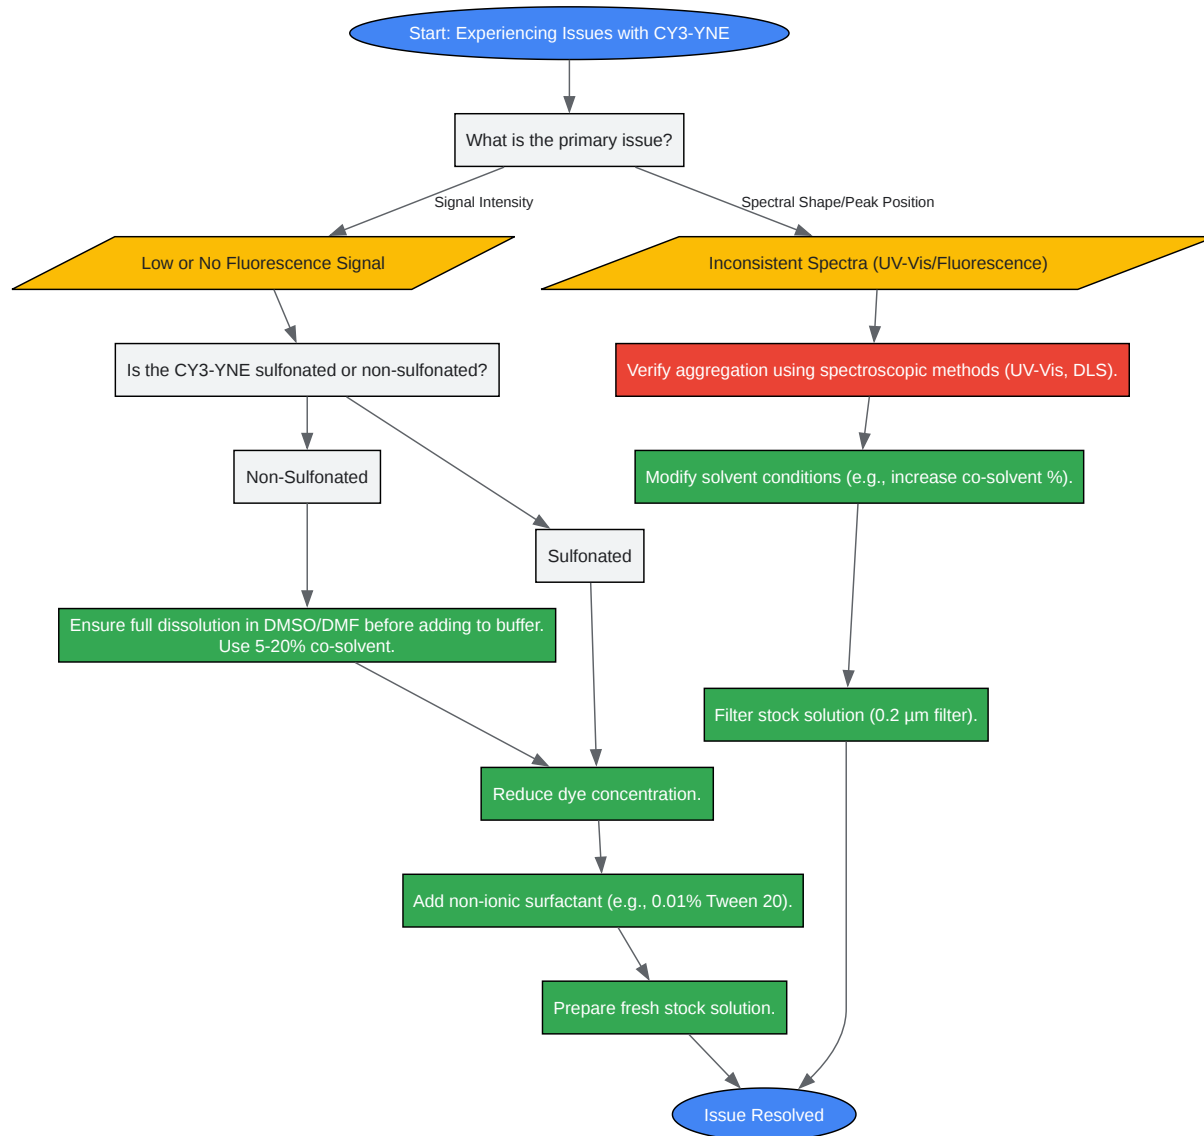 Start: Experiencing Issues with CY3-YNE
What is the primary issue?
Signal Intensity
Spectral Shape/Peak Position
Low or No Fluorescence Signal
Inconsistent Spectra (UV-Vis/Fluorescence)
Is the CY3-YNE sulfonated or non-sulfonated?
Verify aggregation using spectroscopic methods (UV-Vis, DLS).
Non-Sulfonated
Modify solvent conditions (e.g., increase co-solvent %).
Sulfonated
Ensure full dissolution in DMSO/DMF before adding to buffer.
Use 5-20% co-solvent.
Filter stock solution (0.2 µm filter).
Reduce dye concentration.
Add non-ionic surfactant (e.g., 0.01% Tween 20).
Prepare fresh stock solution.
Issue Resolved